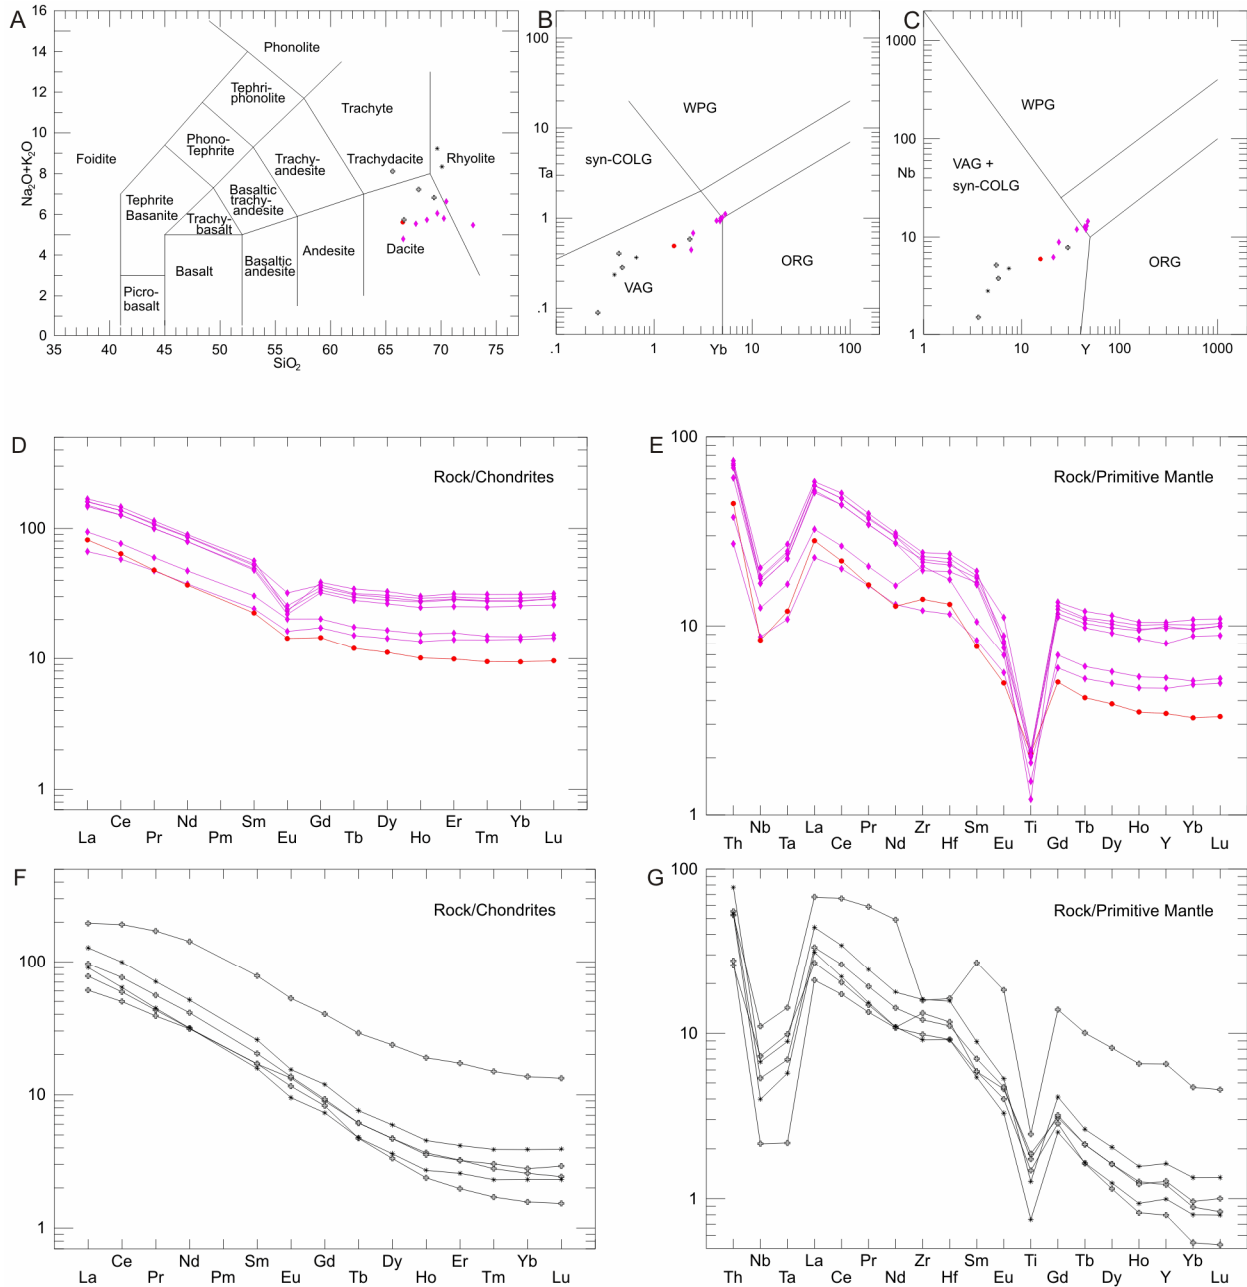 A
16
14
12
10
8
6
4
2
0
Na₂O+K₂O
35
40
45
50
55
60
65
70
75
SiO₂
Phonolite
Tephri-
phonolite
Trachyte
Phono-
Tephrite
Foidite
Trachy-
andesite
Trachydacite
Rhyolite
Tephrite
Basanite
Basaltic
trachy-
andesite
Trachy-
basalt
Basalt
Basaltic
andesite
Andesite
Dacite
Picro-
basalt
B
100
10
Ta
1
.1
.1
1
Yb
10
100
WPG
syn-COLG
VAG
ORG
C
1000
100
Nb
10
1
1
10
Y
100
1000
WPG
VAG +
syn-COLG
ORG
D
Rock/Chondrites
100
10
1
La
Ce
Pr
Nd
Pm
Sm
Eu
Gd
Tb
Dy
Ho
Er
Tm
Yb
Lu
E
Rock/Primitive Mantle
100
10
1
Th
Nb
Ta
La
Ce
Pr
Nd
Zr
Hf
Sm
Eu
Ti
Gd
Tb
Dy
Ho
Y
Yb
Lu
F
Rock/Chondrites
100
10
1
La
Ce
Pr
Nd
Pm
Sm
Eu
Gd
Tb
Dy
Ho
Er
Tm
Yb
Lu
G
Rock/Primitive Mantle
100
10
1
Th
Nb
Ta
La
Ce
Pr
Nd
Zr
Hf
Sm
Eu
Ti
Gd
Tb
Dy
Ho
Y
Yb
Lu